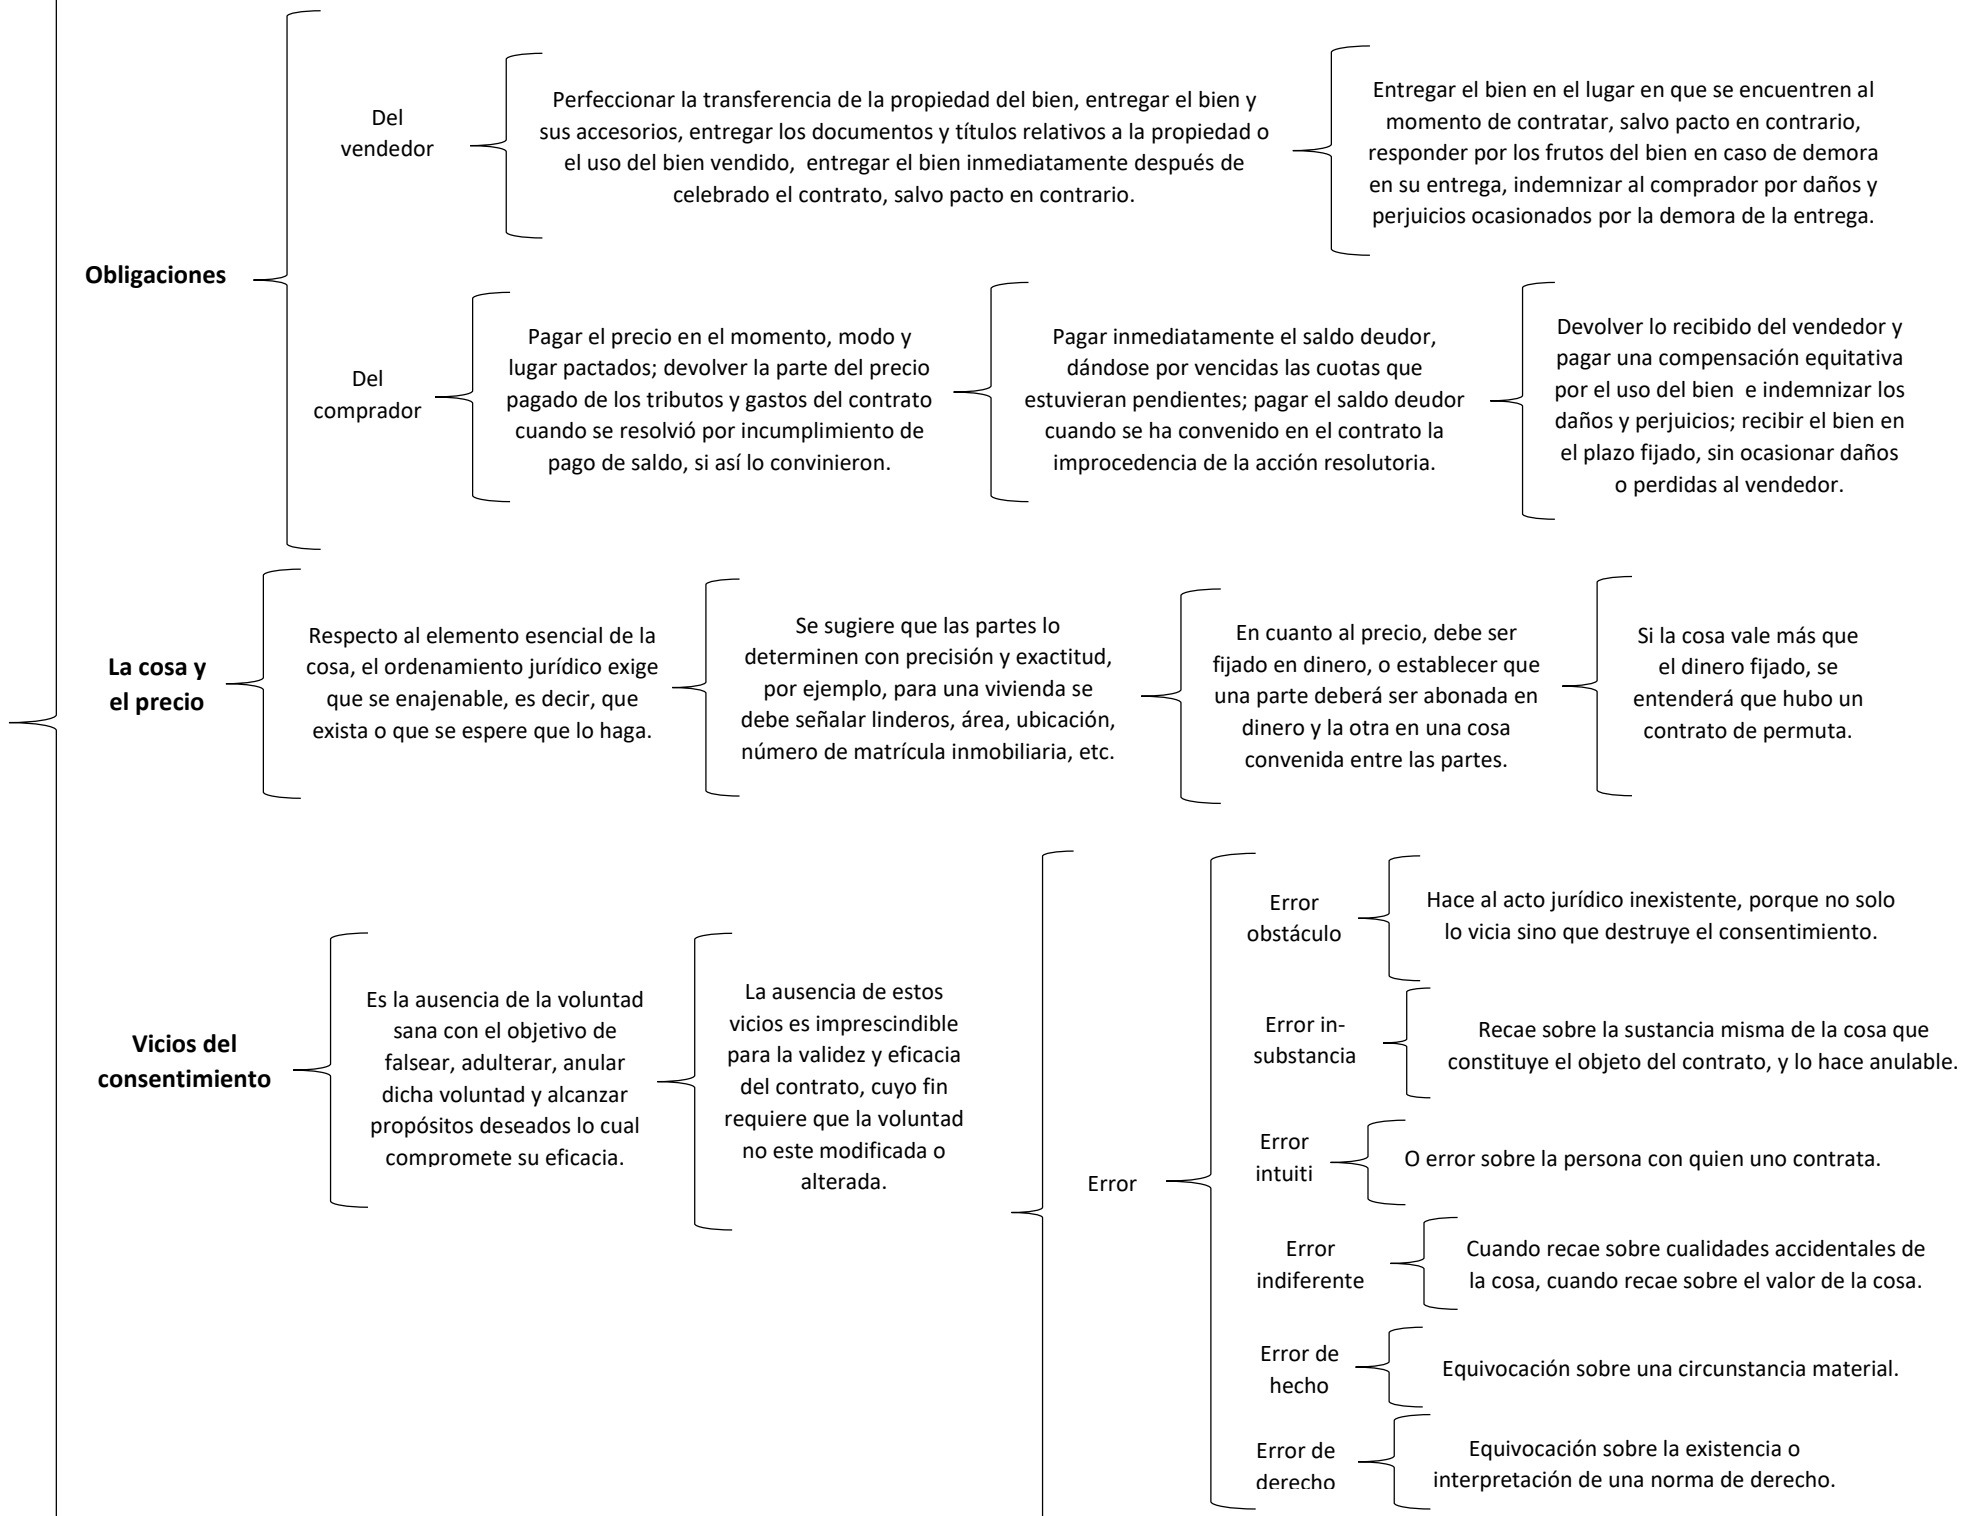 Obligaciones
Del
vendedor
Perfeccionar la transferencia de la propiedad del bien, entregar el bien y
sus accesorios, entregar los documentos y títulos relativos a la propiedad o
el uso del bien vendido,  entregar el bien inmediatamente después de
celebrado el contrato, salvo pacto en contrario.
Entregar el bien en el lugar en que se encuentren al
momento de contratar, salvo pacto en contrario,
responder por los frutos del bien en caso de demora
en su entrega, indemnizar al comprador por daños y
perjuicios ocasionados por la demora de la entrega.
Del
comprador
Pagar el precio en el momento, modo y
lugar pactados; devolver la parte del precio
pagado de los tributos y gastos del contrato
cuando se resolvió por incumplimiento de
pago de saldo, si así lo convinieron.
Pagar inmediatamente el saldo deudor,
dándose por vencidas las cuotas que
estuvieran pendientes; pagar el saldo deudor
cuando se ha convenido en el contrato la
improcedencia de la acción resolutoria.
Devolver lo recibido del vendedor y
pagar una compensación equitativa
por el uso del bien  e indemnizar los
daños y perjuicios; recibir el bien en
el plazo fijado, sin ocasionar daños
o perdidas al vendedor.
La cosa y
el precio
Respecto al elemento esencial de la
cosa, el ordenamiento jurídico exige
que se enajenable, es decir, que
exista o que se espere que lo haga.
Se sugiere que las partes lo
determinen con precisión y exactitud,
por ejemplo, para una vivienda se
debe señalar linderos, área, ubicación,
número de matrícula inmobiliaria, etc.
En cuanto al precio, debe ser
fijado en dinero, o establecer que
una parte deberá ser abonada en
dinero y la otra en una cosa
convenida entre las partes.
Si la cosa vale más que
el dinero fijado, se
entenderá que hubo un
contrato de permuta.
Vicios del
consentimiento
Es la ausencia de la voluntad
sana con el objetivo de
falsear, adulterar, anular
dicha voluntad y alcanzar
propósitos deseados lo cual
compromete su eficacia.
La ausencia de estos
vicios es imprescindible
para la validez y eficacia
del contrato, cuyo fin
requiere que la voluntad
no este modificada o
alterada.
Error
Error
obstáculo
Hace al acto jurídico inexistente, porque no solo
lo vicia sino que destruye el consentimiento.
Error in-
substancia
Recae sobre la sustancia misma de la cosa que
constituye el objeto del contrato, y lo hace anulable.
Error
intuiti
O error sobre la persona con quien uno contrata.
Error
indiferente
Cuando recae sobre cualidades accidentales de
la cosa, cuando recae sobre el valor de la cosa.
Error de
hecho
Equivocación sobre una circunstancia material.
Error de
derecho
Equivocación sobre la existencia o
interpretación de una norma de derecho.